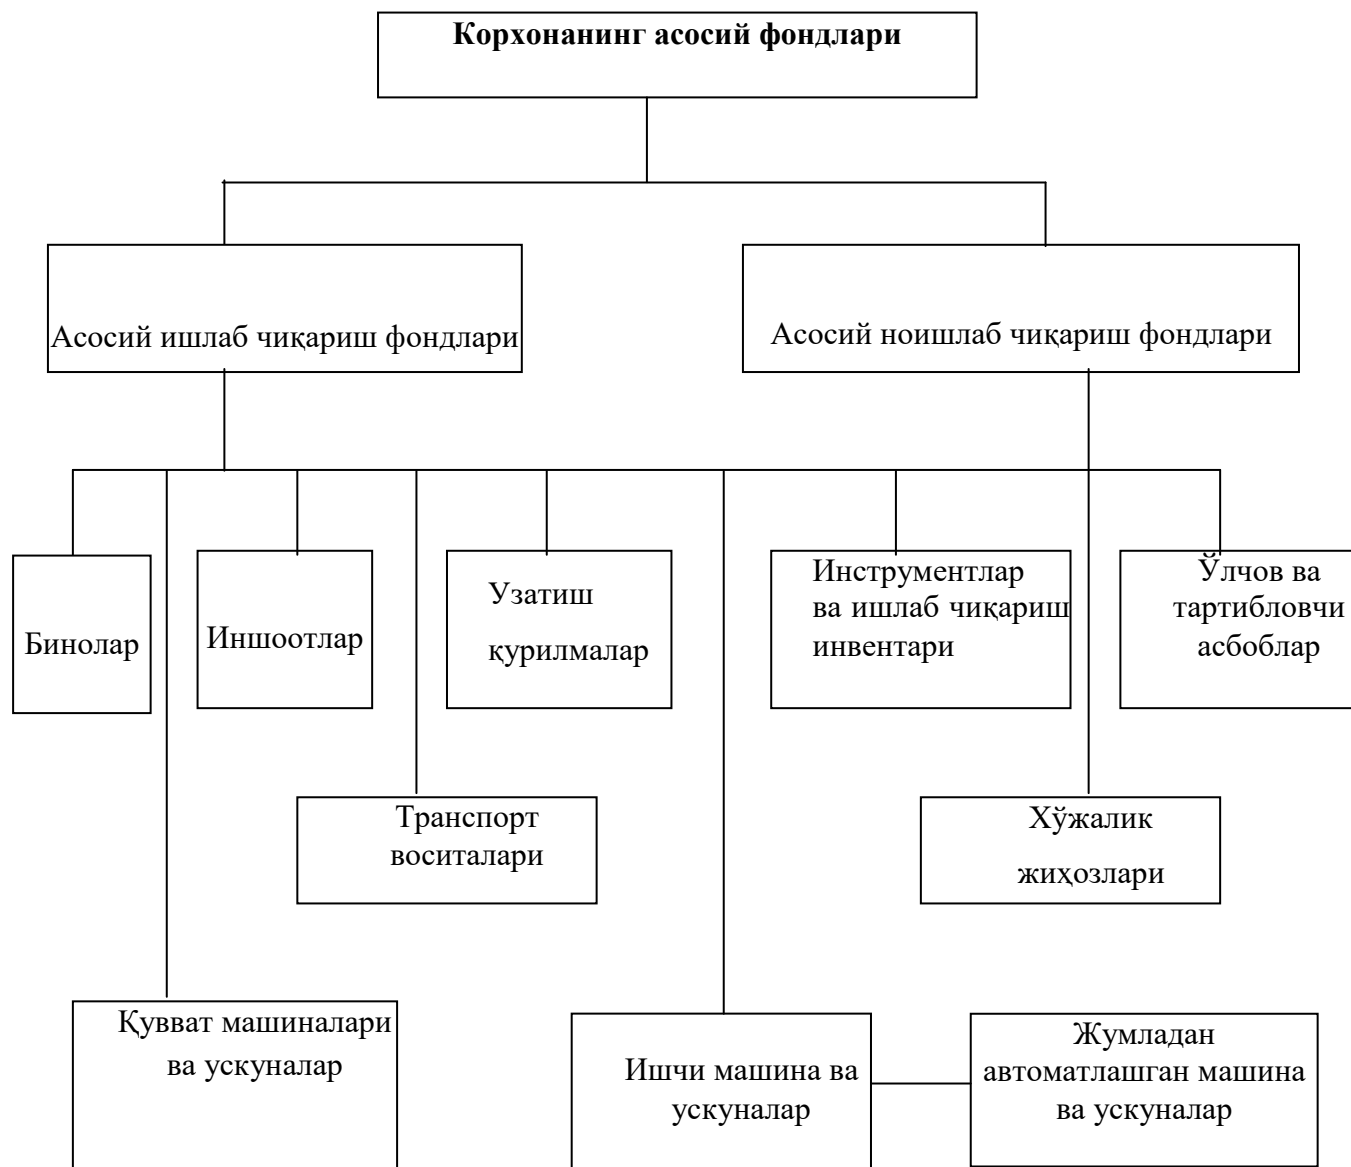 Корхонанинг асосий фондлари
Асосий ишлаб чиқариш фондлари
Асосий ноишлаб чиқариш фондлари
Бинолар
Иншоотлар
Узатиш
қурилмалар
Инструментлар
ва ишлаб чиқариш
инвентари
Ўлчов ва
тартибловчи
асбоблар
Транспорт
воситалари
Хўжалик
жиҳозлари
Қувват машиналари
ва ускуналар
Ишчи машина ва
ускуналар
Жумладан
автоматлашган машина
ва ускуналар